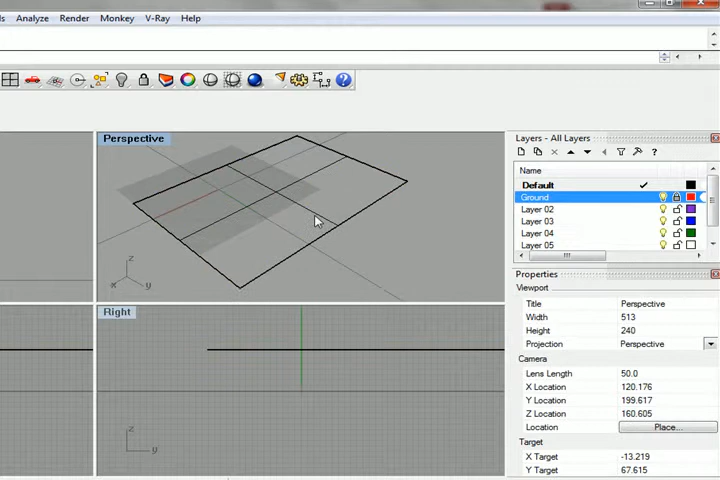 Analyze Render Monkey V-Ray Help
Perspective
z
x y
Right
z
y
Layers - All Layers
?
Name
Default
Ground
Layer 02
Layer 03
Layer 04
Layer 05
Properties
Viewport
Title Perspective
Width 513
Height 240
Projection Perspective
Camera
Lens Length 50.0
X Location 120.176
Y Location 199.617
Z Location 160.605
Location Place...
Target
X Target -13.219
Y Target 67.615